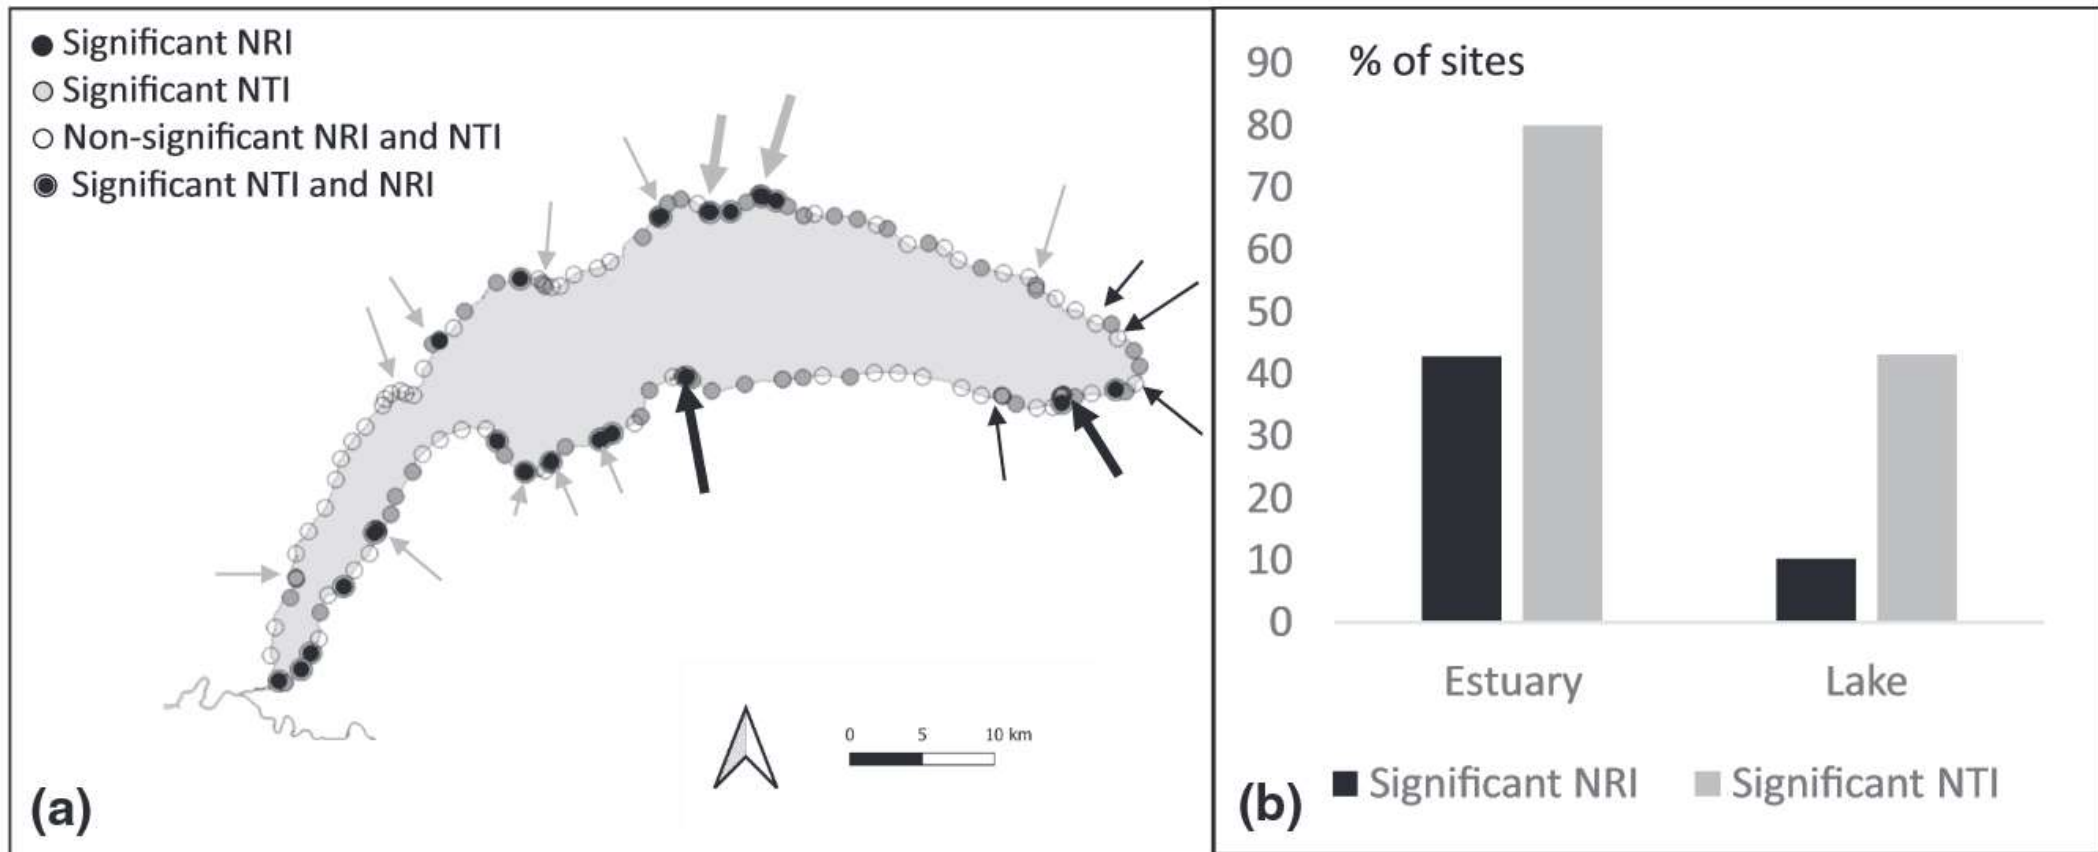 Significant NRI
Significant NTI
Non-significant NRI and NTI
Significant NTI and NRI
0 5 10 km
(a)
% of sites
90
80
70
60
50
40
30
20
10
0
Estuary Lake
Significant NRI Significant NTI
(b)